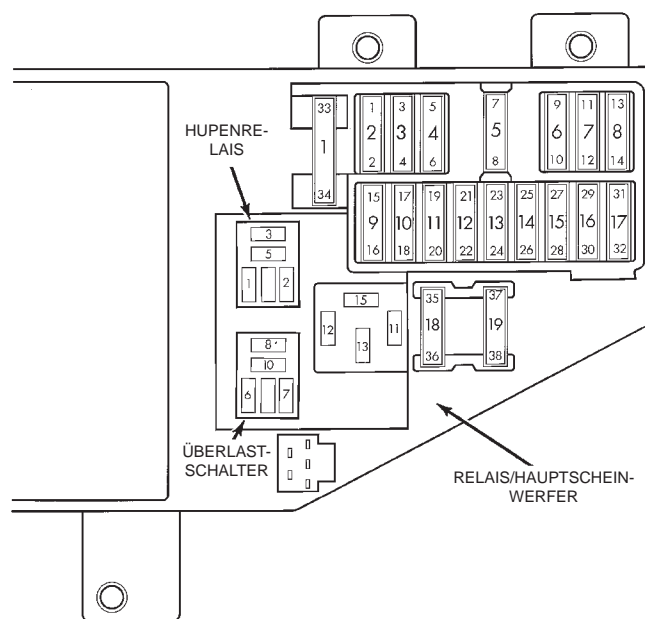 33 1 3 5 7 9 11 13
1 2 3 4 5 6 7 8
34 2 4 6 8 10 12 14
HUPENRE-
LAIS
15 17 19 21 23 25 27 29 31
9 10 11 12 13 14 15 16 17
16 18 20 22 24 26 28 30 32
3
5
1 2
15
12 11
13
35 37
18 19
36 38
8
10
6 7
ÜBERLAST-
SCHALTER
RELAIS/HAUPTSCHEIN-
WERFER